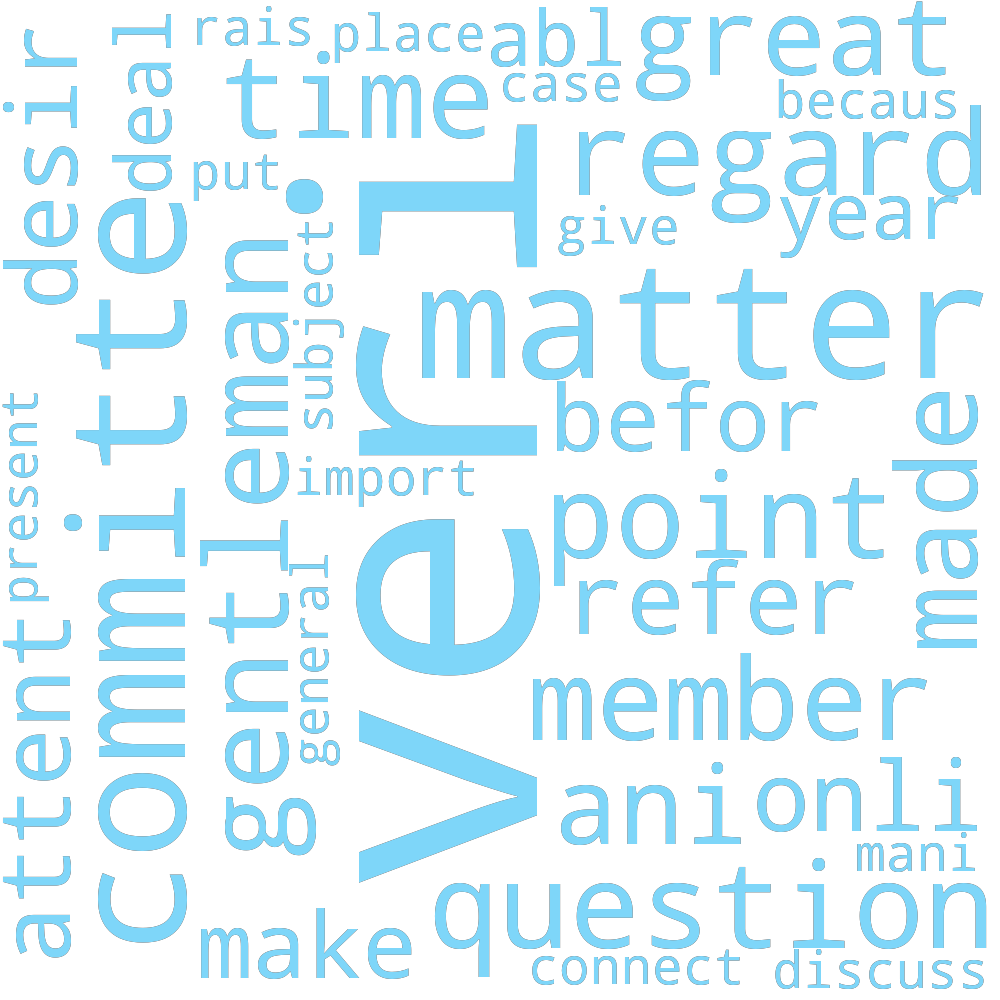 rais
place
abl
great
time
case
becaus
desir
deal
put
regard
year
give
subject
veri
matter
committe
gentleman
befor
made
present
import
point
general
refer
attent
member
ani
onli
mani
question
make
connect
discuss